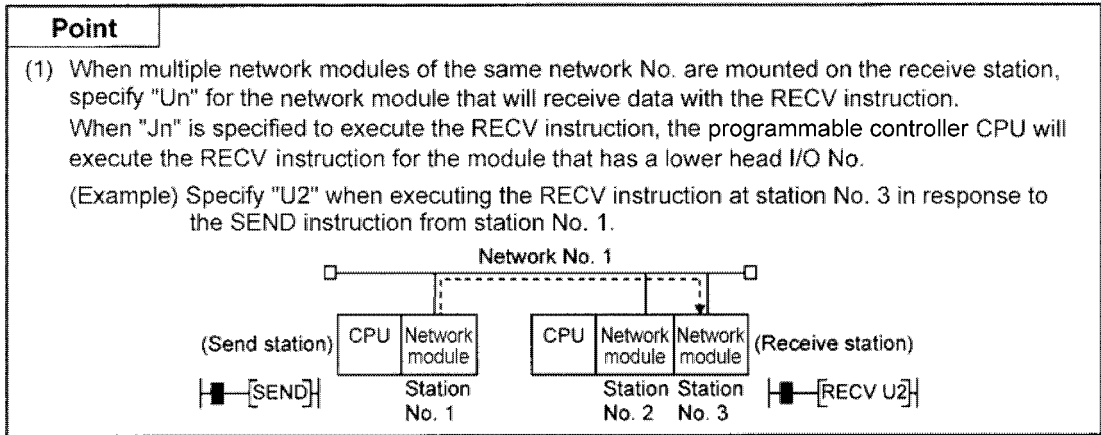 Point
(1) When multiple network modules of the same network No. are mounted on the receive station,
specify "Un" for the network module that will receive data with the RECV instruction.
When "Jn" is specified to execute the RECV instruction, the programmable controller CPU will
execute the RECV instruction for the module that has a lower head I/O No.
(Example) Specify "U2" when executing the RECV instruction at station No. 3 in response to
the SEND instruction from station No. 1.
Network No. 1
(Send station)
CPU
Network
module
CPU
Network
module
Network
module
(Receive station)
SEND
Station
No. 1
Station
No. 2
Station
No. 3
RECV U2